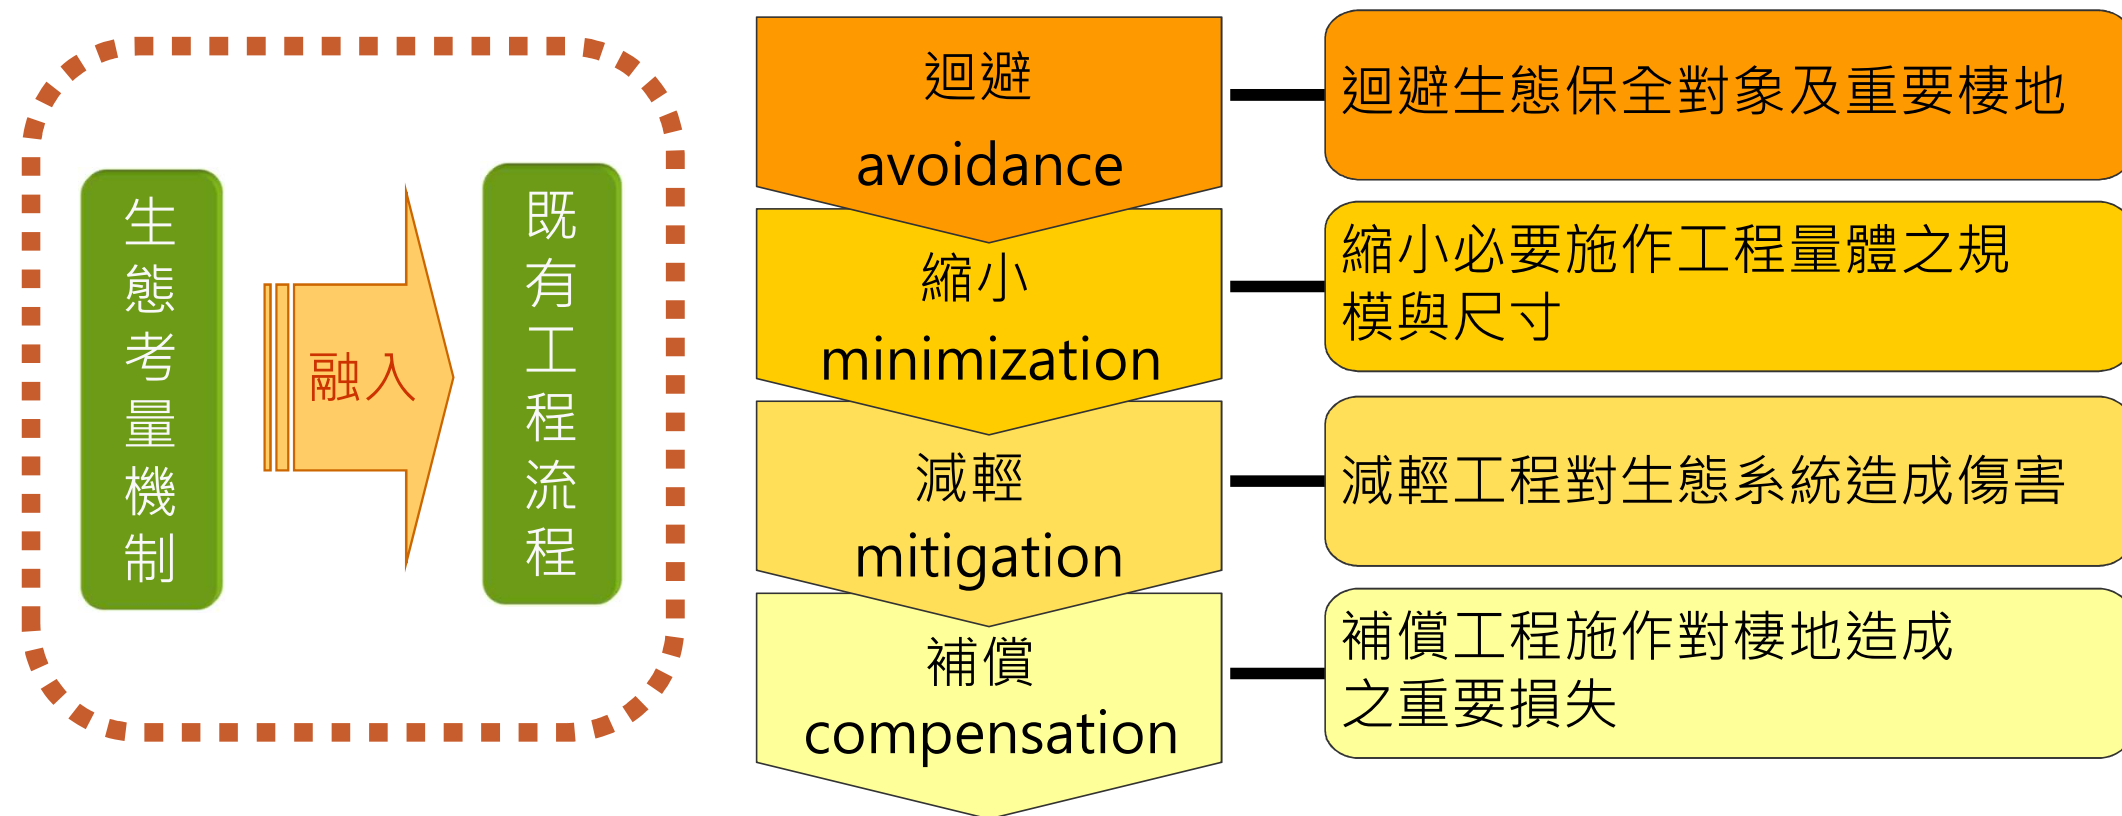 生態考量機制
融入
既有工程流程
迴避
avoidance
迴避生態保全對象及重要棲地
縮小
minimization
縮小必要施作工程量體之規
模與尺寸
減輕
mitigation
減輕工程對生態系統造成傷害
補償
compensation
補償工程施作對棲地造成
之重要損失